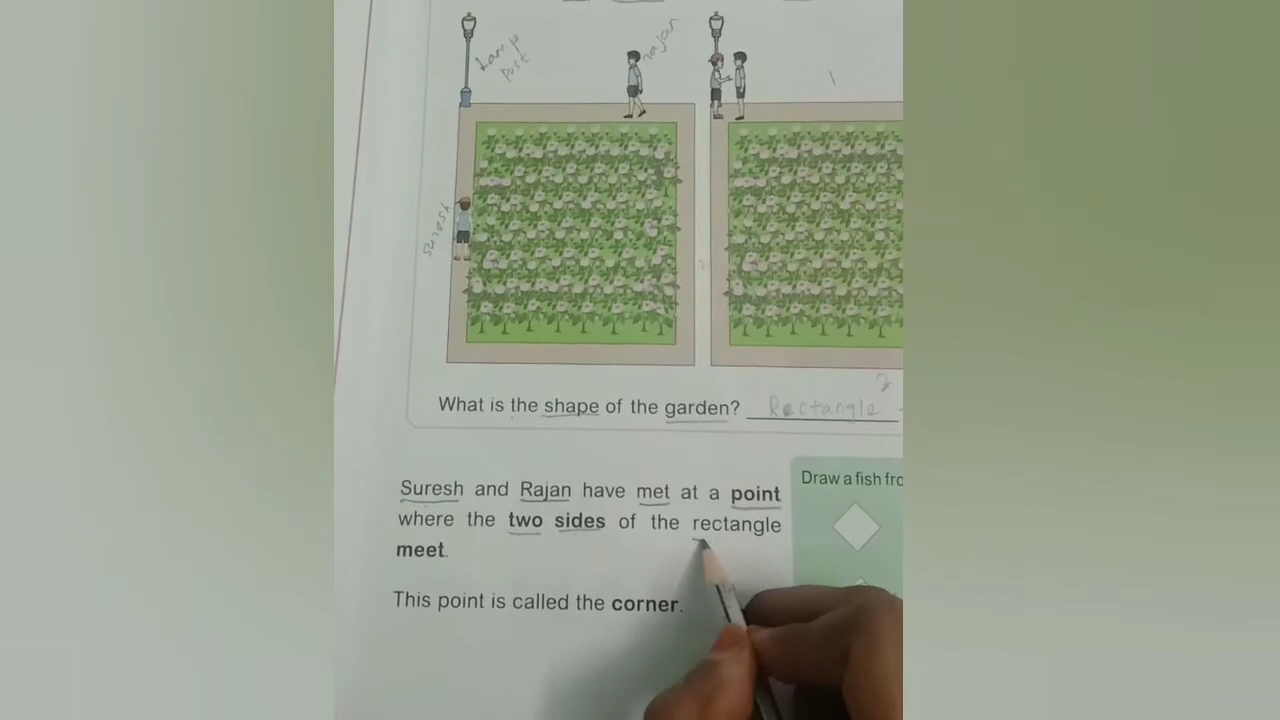 Lamp
post
rajan
suresh
What is the shape of the garden? Rectangle
Suresh and Rajan have met at a point
where the two sides of the rectangle
meet.
This point is called the corner.
Draw a fish fro